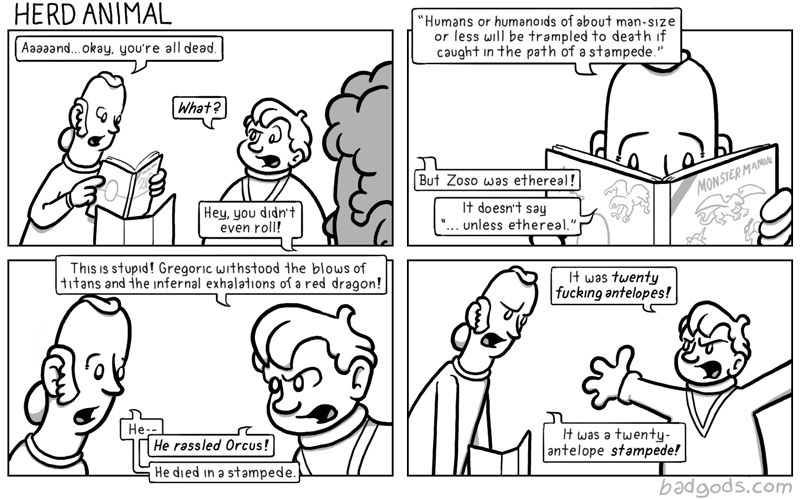 HERD ANIMAL
Aaaaand...okay, you're all dead.
What?
Hey, you didn't
even roll!
"Humans or humanoids of about man-size
or less will be trampled to death if
caught in the path of a stampede."
MONSTER MANUAL
But Zoso was ethereal!
It doesn't say
"... unless ethereal."
This is stupid! Gregoric withstood the blows of
titans and the infernal exhalations of a red dragon!
He--
He rassled Orcus!
He died in a stampede.
It was twenty
fucking antelopes!
It was a twenty-
antelope stampede!
badgods.com